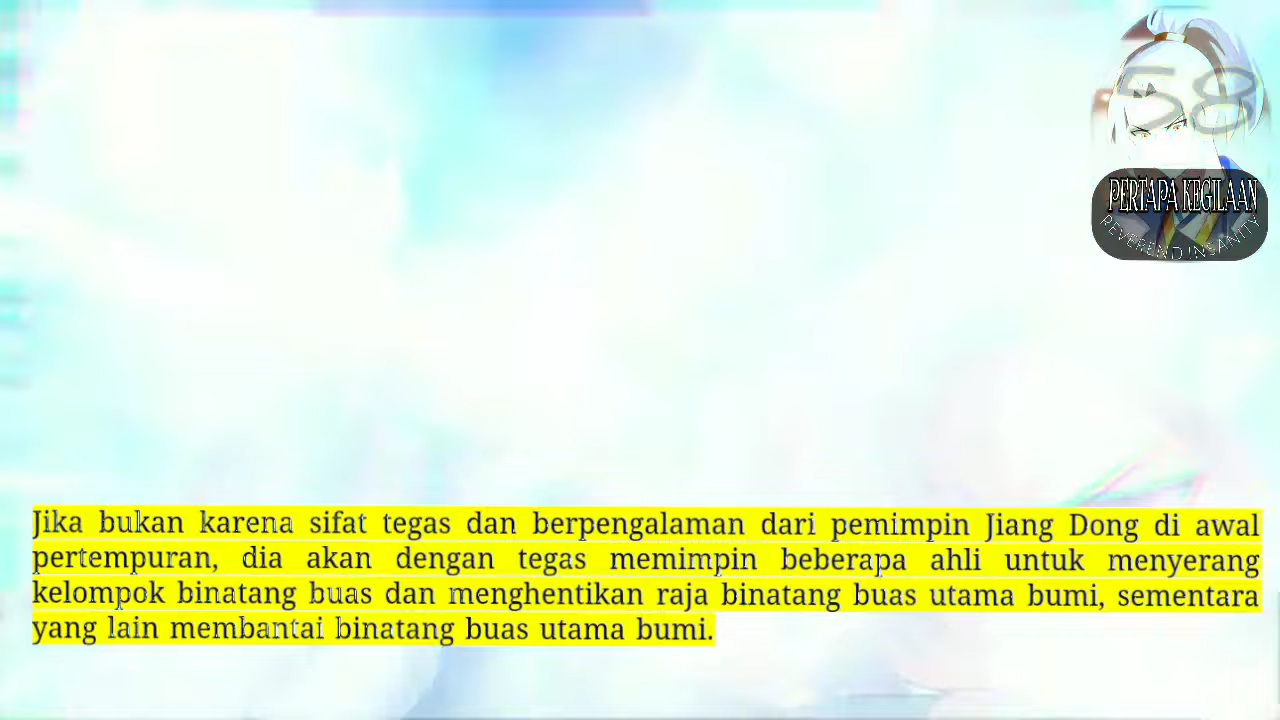 58
PERTAPA KEGILAAN
REVEREND INSANITY
Jika bukan karena sifat tegas dan berpengalaman dari pemimpin Jiang Dong di awal
pertempuran, dia akan dengan tegas memimpin beberapa ahli untuk menyerang
kelompok binatang buas dan menghentikan raja binatang buas utama bumi, sementara
yang lain membantai binatang buas utama bumi.